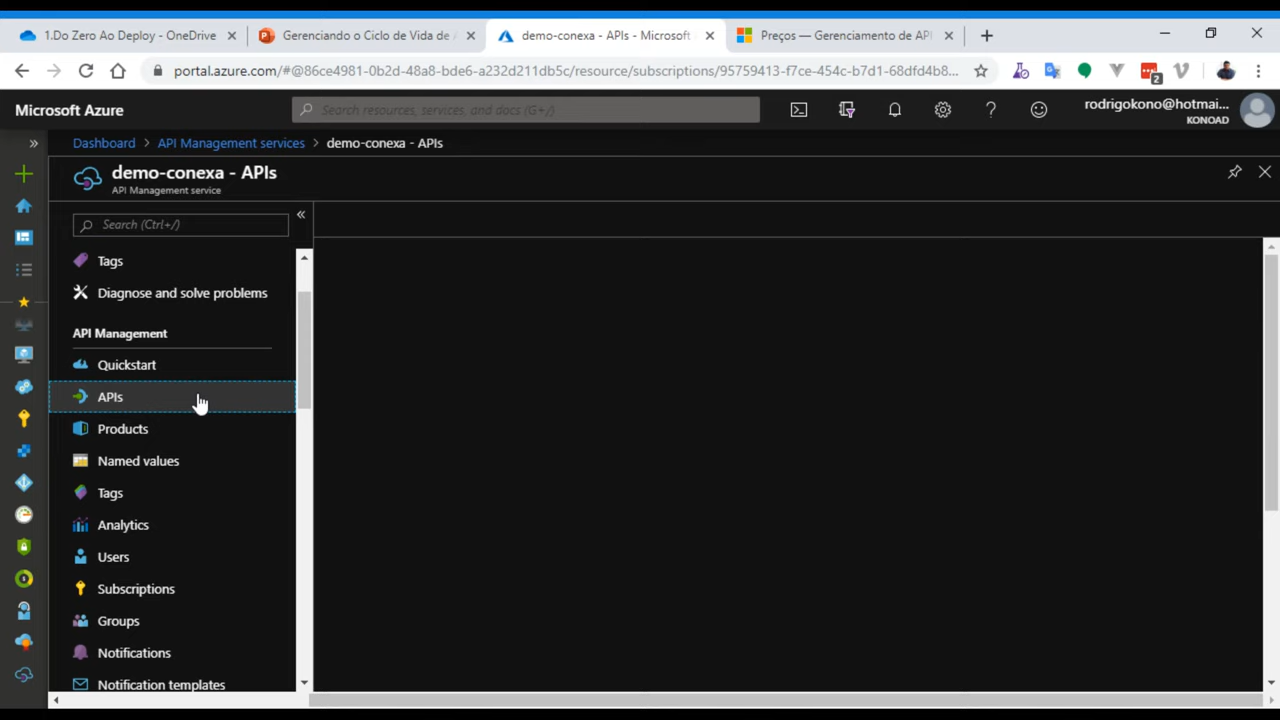 1.Do Zero Ao Deploy - OneDrive
Gerenciando o Ciclo de Vida de
demo-conexa - APIs - Microsoft
Preços — Gerenciamento de API
portal.azure.com/#@86ce4981-0b2d-48a8-84e6-a232d211db5c/resource/subscriptions/95759413-f7ce-454c-b7d1-68dfd4b8...
2
Microsoft Azure
Search resources, services, and docs (G+/)
rodrigokono@hotmai...
KONOAD
Dashboard > API Management services > demo-conexa - APIs
demo-conexa - APIs
API Management service
Search (Ctrl+/)
Tags
Diagnose and solve problems
API Management
Quickstart
APIs
Products
Named values
Tags
Analytics
Users
Subscriptions
Groups
Notifications
Notification templates